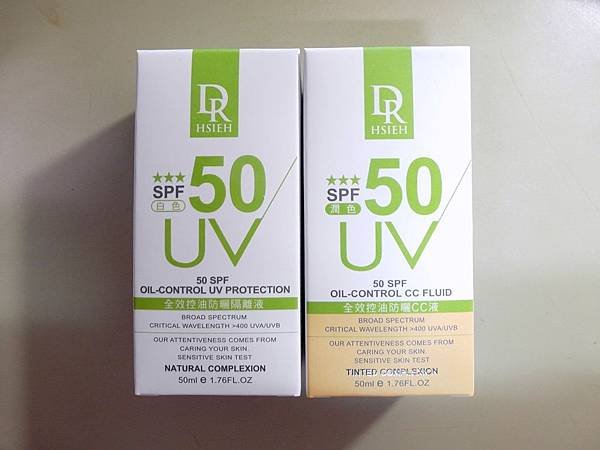 DR
HSIEH
★★★
SPF 50
白色
UV
50 SPF
OIL-CONTROL UV PROTECTION
全效控油防曬隔離液
BROAD SPECTRUM
CRITICAL WAVELENGTH >400 UVA/UVB
OUR ATTENTIVENESS COMES FROM
CARING YOUR SKIN.
SENSITIVE SKIN TEST
NATURAL COMPLEXION
50ml e 1.76FL.OZ
DR
HSIEH
★★★
SPF 50
潤色
UV
50 SPF
OIL-CONTROL CC FLUID
全效控油防曬CC液
BROAD SPECTRUM
CRITICAL WAVELENGTH >400 UVA/UVB
OUR ATTENTIVENESS COMES FROM
CARING YOUR SKIN.
SENSITIVE SKIN TEST
TINTED COMPLEXION
50ml e 1.76FL.OZ